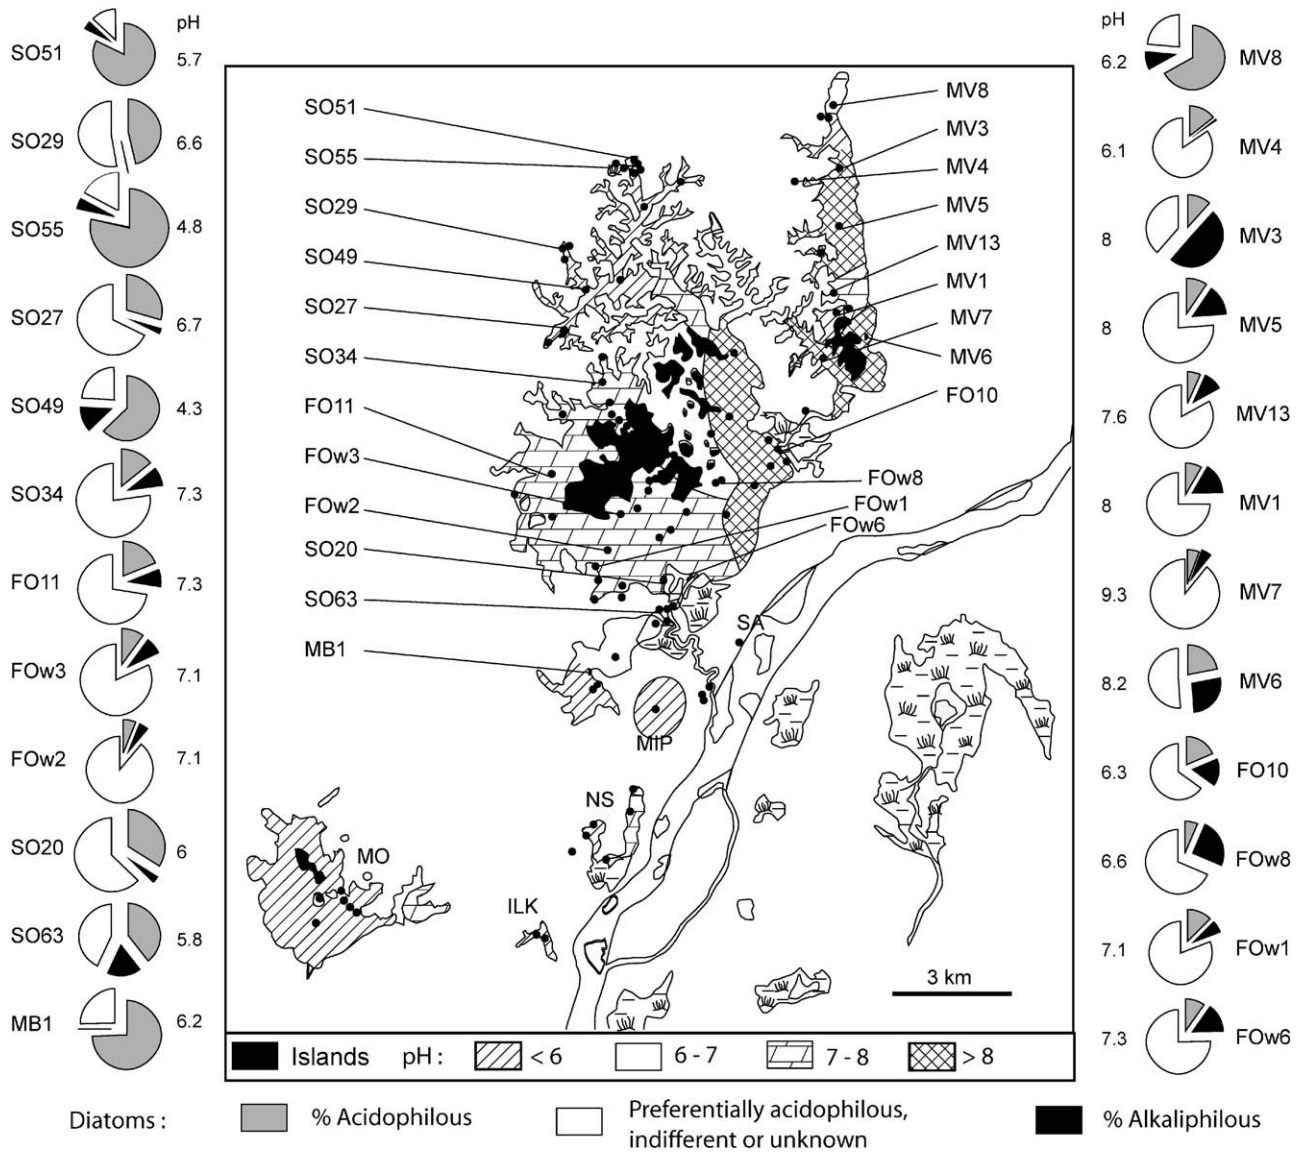 pH
SO51
5.7
SO29
6.6
SO55
4.8
SO27
6.7
SO49
4.3
SO34
7.3
FO11
7.3
FOw3
7.1
FOw2
7.1
SO20
6
SO63
5.8
MB1
6.2
SO51
SO55
SO29
SO49
SO27
SO34
FO11
FOw3
FOw2
SO20
SO63
MB1
MV8
MV3
MV4
MV5
MV13
MV1
MV7
MV6
FO10
FOw8
FOw1
FOw6
SA
MIP
NS
MO
ILK
3 km
pH
6.2 MV8
6.1 MV4
8 MV3
8 MV5
7.6 MV13
8 MV1
9.3 MV7
8.2 MV6
6.3 FO10
6.6 FOw8
7.1 FOw1
7.3 FOw6
Islands pH : < 6 6 - 7 7 - 8 > 8
Diatoms : % Acidophilous Preferentially acidophilous, % Alkaliphilous
indifferent or unknown